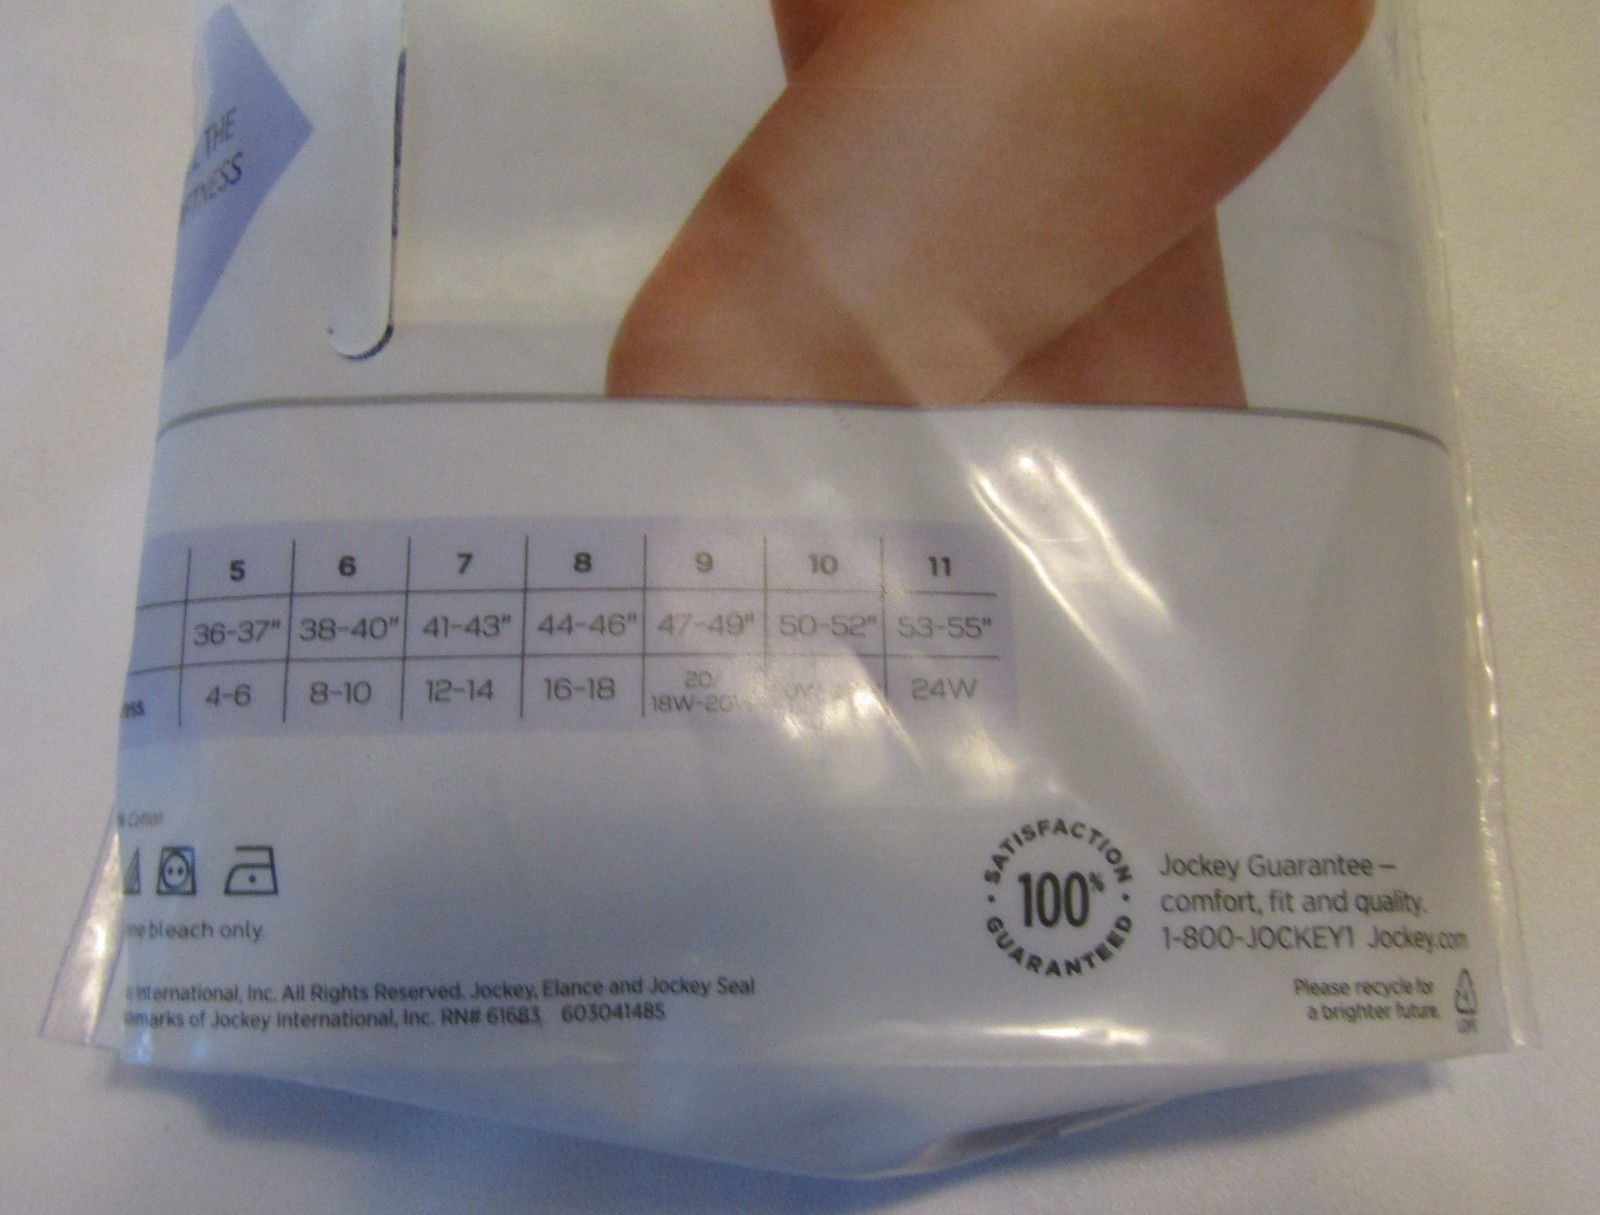 THE
5 6 7 8 9 10 11
36-37" 38-40" 41-43" 44-46" 47-49" 50-52" 53-55"
4-6 8-10 12-14 16-18 20/ 18W-20W 24W
Cotton
bleach only
International, Inc. All Rights Reserved. Jockey, Elance and Jockey Seal
of Jockey International, Inc. RN# 61683 603041485
SATISFACTION
100%
GUARANTEED
Jockey Guarantee –
comfort, fit and quality.
1-800-JOCKEY1 Jockey.com
Please recycle for
a brighter future.